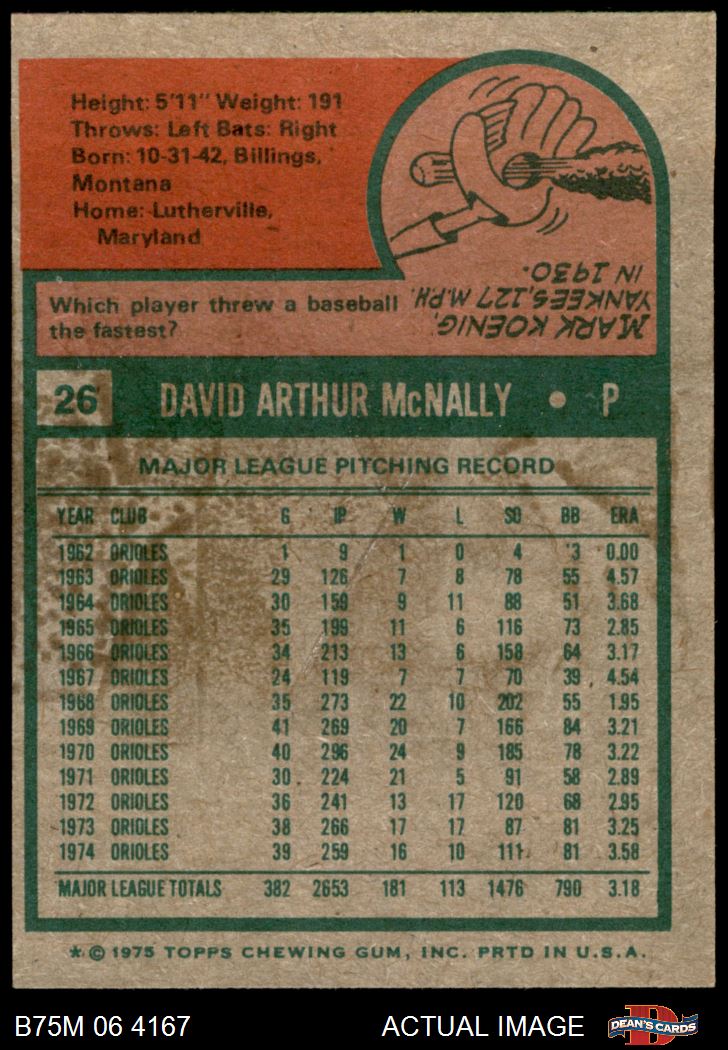 Height: 5'11" Weight: 191
Throws: Left Bats: Right
Born: 10-31-42, Billings,
Montana
Home: Lutherville,
Maryland
Which player threw a baseball
the fastest?
MARK KOENIG,
YANKEES, 127 M.P.H.
IN 1930.
26 DAVID ARTHUR McNALLY • P
MAJOR LEAGUE PITCHING RECORD
YEAR CLUB G IP W L SO BB ERA
1962 ORIOLES 1 9 1 0 4 3 0.00
1963 ORIOLES 29 126 7 8 78 55 4.57
1964 ORIOLES 30 159 9 11 88 51 3.68
1965 ORIOLES 35 199 11 6 116 73 2.85
1966 ORIOLES 34 213 13 6 158 64 3.17
1967 ORIOLES 24 119 7 7 70 39 4.54
1968 ORIOLES 35 273 22 10 202 55 1.95
1969 ORIOLES 41 269 20 7 166 84 3.21
1970 ORIOLES 40 296 24 9 185 78 3.22
1971 ORIOLES 30 224 21 5 91 58 2.89
1972 ORIOLES 36 241 13 17 120 68 2.95
1973 ORIOLES 38 266 17 17 87 81 3.25
1974 ORIOLES 39 259 16 10 111 81 3.58
MAJOR LEAGUE TOTALS 382 2653 181 113 1476 790 3.18
* © 1975 TOPPS CHEWING GUM, INC. PRTD IN U.S.A.
B75M 06 4167 ACTUAL IMAGE D DEAN'S CARDS